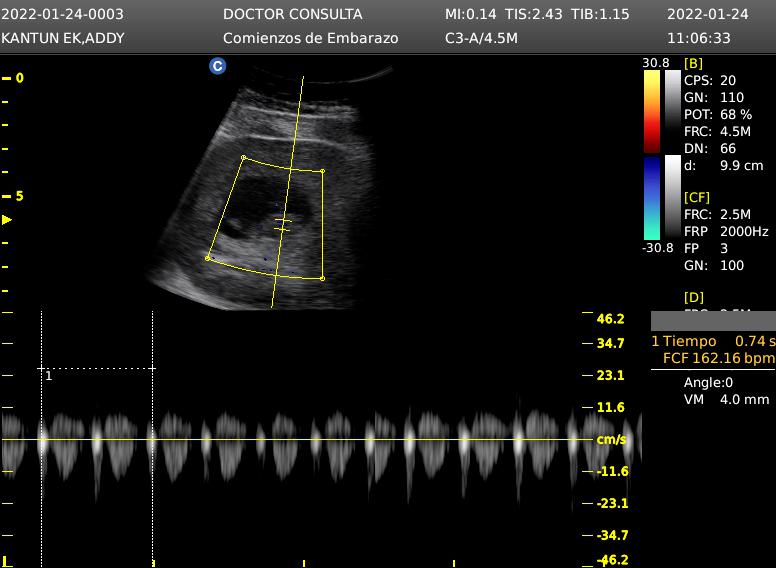 2022-01-24-0003 DOCTOR CONSULTA MI:0.14 TIS:2.43 TIB:1.15 2022-01-24
KANTUN EK,ADDY Comienzos de Embarazo C3-A/4.5M 11:06:33
C
0
5
30.8
-30.8
[B]
CPS: 20
GN: 110
POT: 68 %
FRC: 4.5M
DN: 66
d: 9.9 cm
[CF]
FRC: 2.5M
FRP 2000Hz
FP 3
GN: 100
[D]
1 Tiempo 0.74 s
FCF 162.16 bpm
Angle:0
VM 4.0 mm
1
46.2
34.7
23.1
11.6
cm/s
-11.6
-23.1
-34.7
-46.2